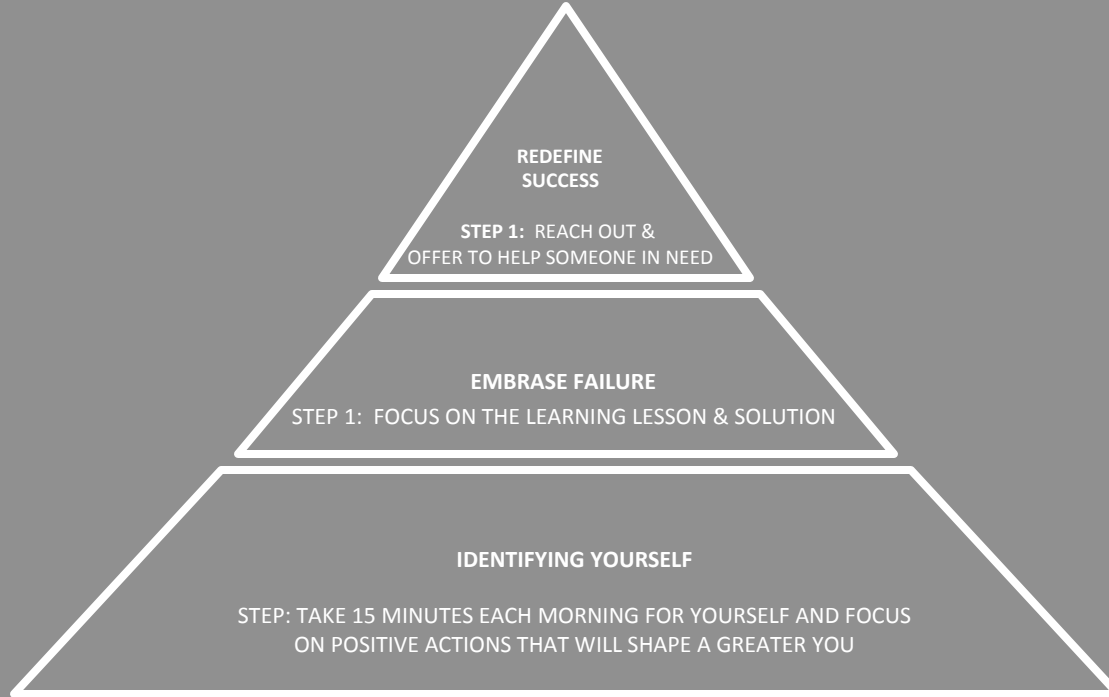 REDEFINE
SUCCESS
STEP 1:  REACH OUT &
OFFER TO HELP SOMEONE IN NEED
EMBRASE FAILURE
STEP 1:  FOCUS ON THE LEARNING LESSON & SOLUTION
IDENTIFYING YOURSELF
STEP: TAKE 15 MINUTES EACH MORNING FOR YOURSELF AND FOCUS
ON POSITIVE ACTIONS THAT WILL SHAPE A GREATER YOU